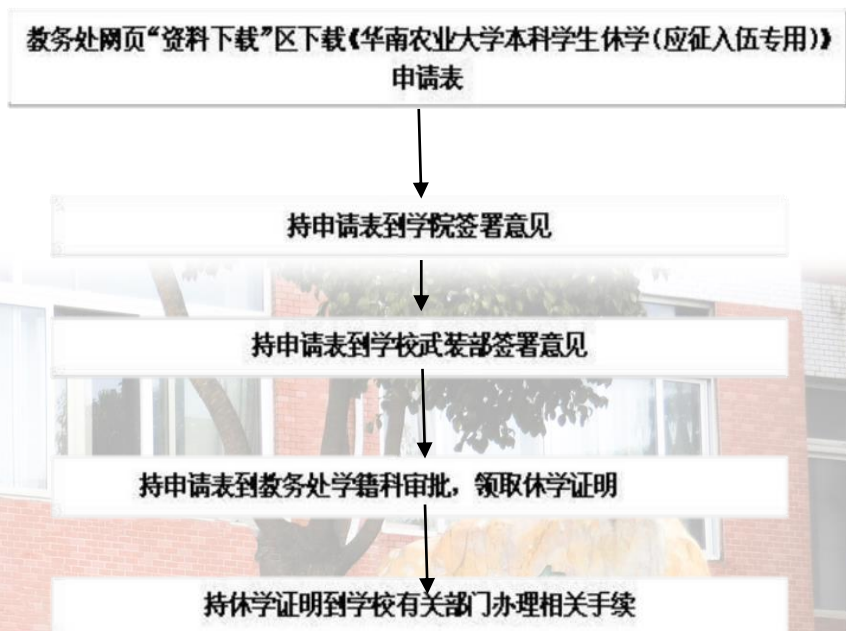 教务处网页“资料下载”区下载《华南农业大学本科学生休学(应征入伍专用)》
申请表
持申请表到学院签署意见
持申请表到学校武装部签署意见
持申请表到教务处学籍科审批，领取休学证明
持休学证明到学校有关部门办理相关手续